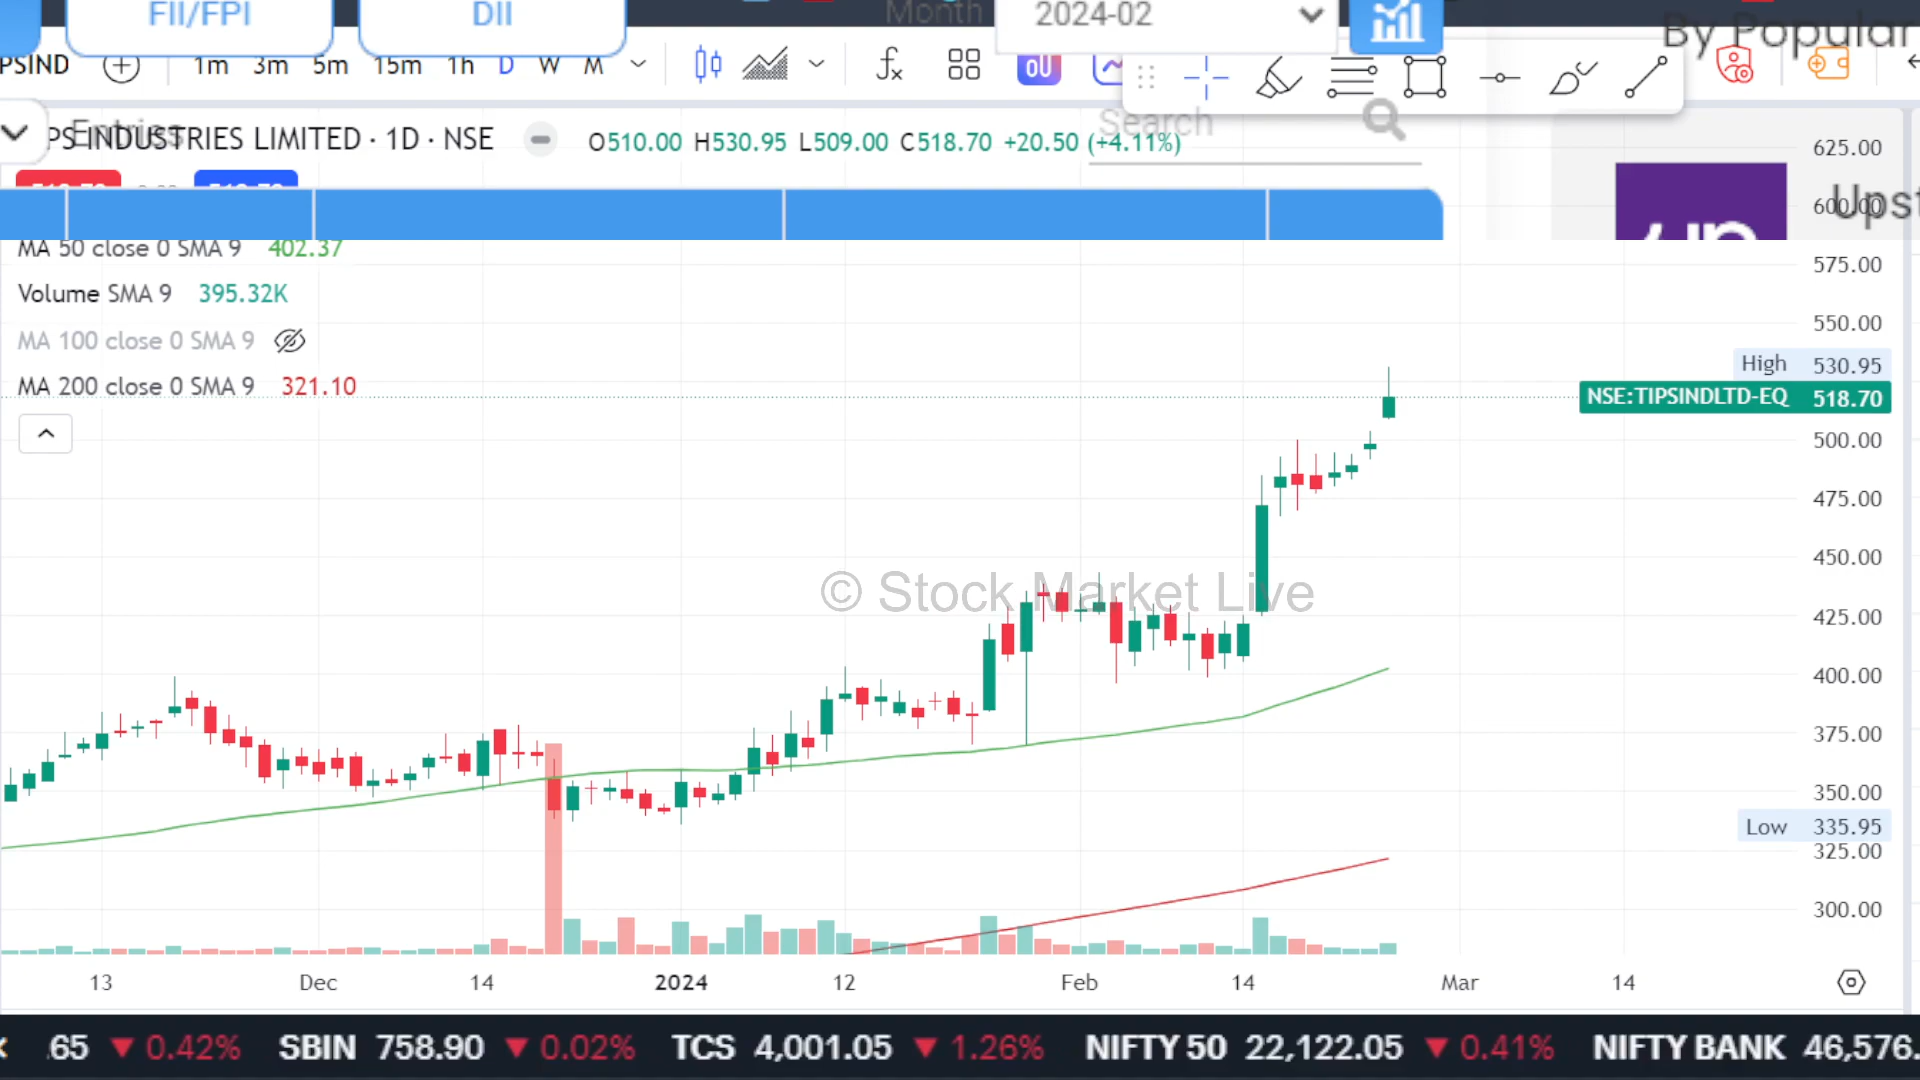 FII/FPI DII Month 2024-02 By Popular
PSIND 1m 3m 5m 15m 1h D W M
Entries PS INDUSTRIES LIMITED · 1D · NSE O510.00 H530.95 L509.00 C518.70 +20.50 (+4.11%) Search
625.00
600.00
MA 50 close 0 SMA 9 402.37
575.00
Volume SMA 9 395.32K
550.00
MA 100 close 0 SMA 9
High 530.95
MA 200 close 0 SMA 9 321.10
NSE:TIPSINDLTD-EQ 518.70
500.00
475.00
450.00
© Stock Market Live
425.00
400.00
375.00
350.00
Low 335.95
325.00
300.00
13 Dec 14 2024 12 Feb 14 Mar 14
.65 ▼ 0.42% SBIN 758.90 ▼ 0.02% TCS 4,001.05 ▼ 1.26% NIFTY 50 22,122.05 ▼ 0.41% NIFTY BANK 46,576.